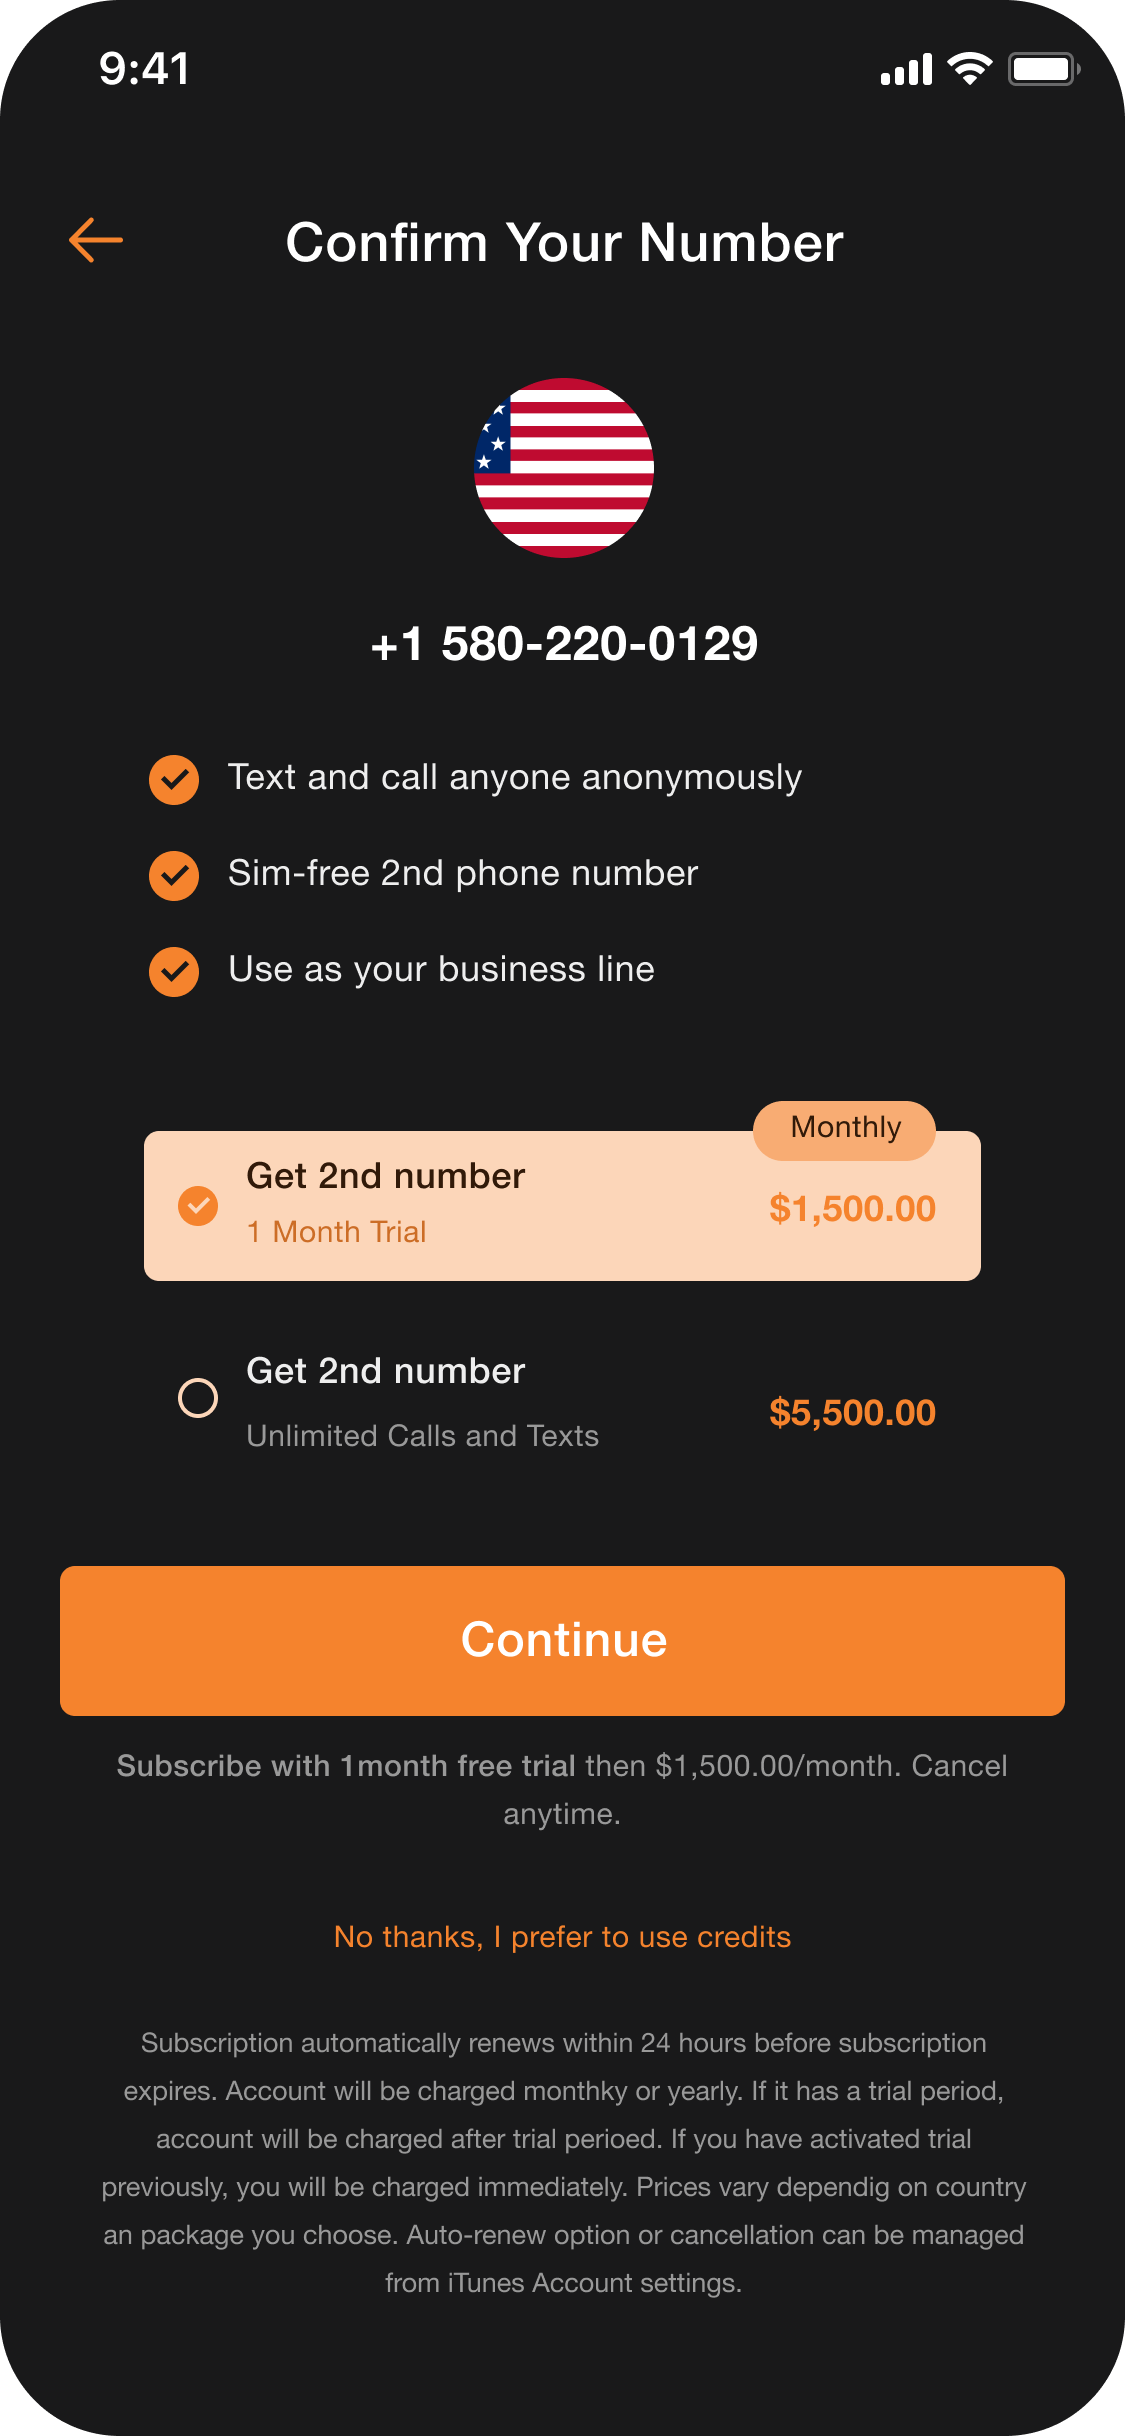 9:41
Confirm Your Number
+1 580-220-0129
Text and call anyone anonymously
Sim-free 2nd phone number
Use as your business line
Monthly
Get 2nd number
1 Month Trial
$1,500.00
Get 2nd number
Unlimited Calls and Texts
$5,500.00
Continue
Subscribe with 1month free trial then $1,500.00/month. Cancel
anytime.
No thanks, I prefer to use credits
Subscription automatically renews within 24 hours before subscription
expires. Account will be charged monthky or yearly. If it has a trial period,
account will be charged after trial perioed. If you have activated trial
previously, you will be charged immediately. Prices vary dependig on country
an package you choose. Auto-renew option or cancellation can be managed
from iTunes Account settings.